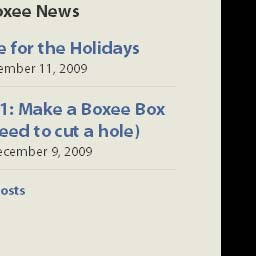 oxee News
e for the Holidays
ember 11, 2009
1: Make a Boxee Box
eed to cut a hole)
ecember 9, 2009
osts